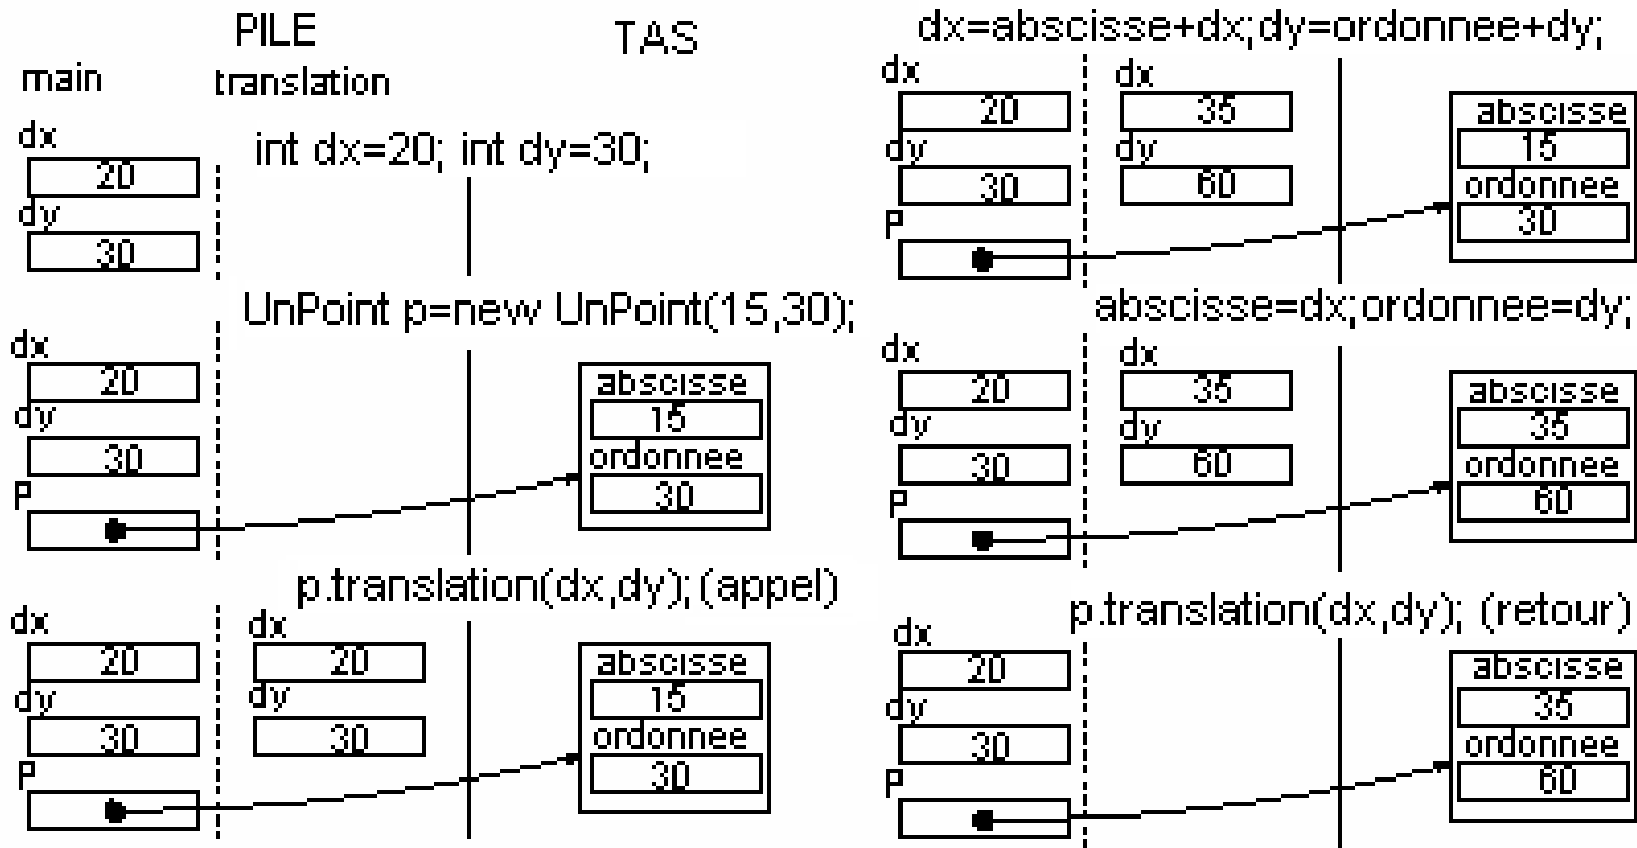 PILE
TAS
main
translation
int dx=20; int dy=30;
dx
20
dy
30
UnPoint p=new UnPoint(15,30);
dx
20
dy
30
P
abscisse
15
ordonnee
30
p.translation(dx,dy); (appel)
dx
20
dy
30
P
dx
20
dy
30
abscisse
15
ordonnee
30
dx=abscisse+dx;dy=ordonnee+dy;
dx
20
dy
30
P
dx
35
dy
60
abscisse
15
ordonnee
30
abscisse=dx;ordonnee=dy;
dx
20
dy
30
P
dx
35
dy
60
abscisse
35
ordonnee
60
p.translation(dx,dy); (retour)
dx
20
dy
30
P
abscisse
35
ordonnee
60